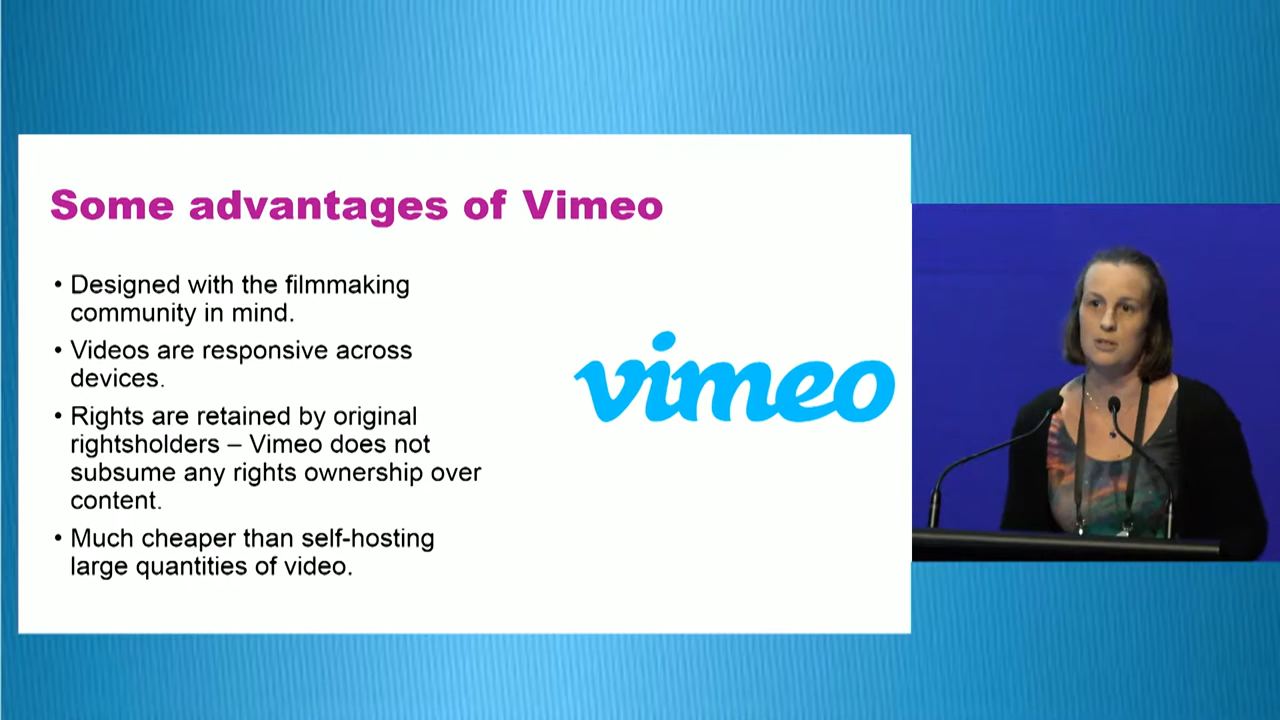 Some advantages of Vimeo
• Designed with the filmmaking
community in mind.
• Videos are responsive across
devices.
• Rights are retained by original
rightsholders – Vimeo does not
subsume any rights ownership over
content.
• Much cheaper than self-hosting
large quantities of video.
vimeo